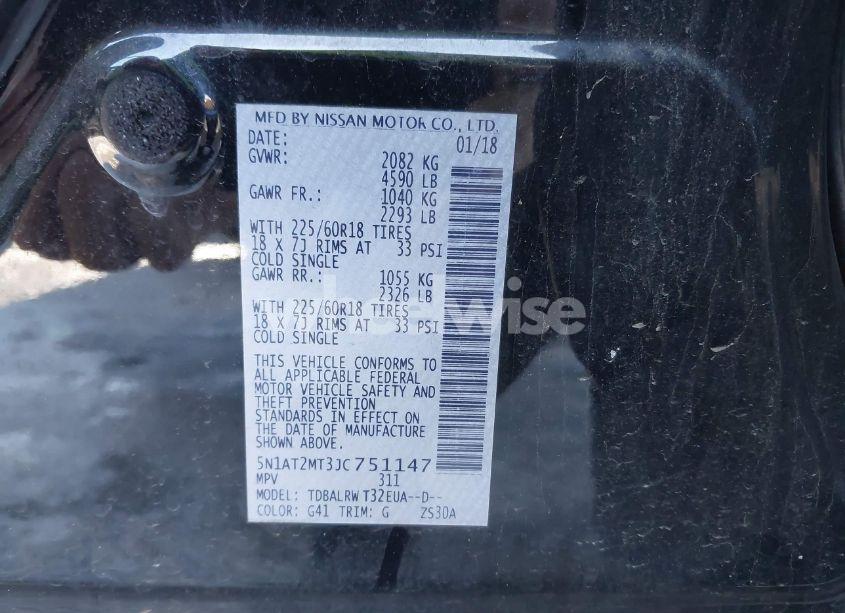 MFD BY NISSAN MOTOR CO., LTD.
DATE: 01/18
GVWR: 2082 KG
4590 LB
GAWR FR.: 1040 KG
2293 LB
WITH 225/60R18 TIRES
18 X 7J RIMS AT 33 PSI
COLD SINGLE
GAWR RR.: 1055 KG
2326 LB
WITH 225/60R18 TIRES
18 X 7J RIMS AT 33 PSI
COLD SINGLE
THIS VEHICLE CONFORMS TO
ALL APPLICABLE FEDERAL
MOTOR VEHICLE SAFETY AND
THEFT PREVENTION
STANDARDS IN EFFECT ON
THE DATE OF MANUFACTURE
SHOWN ABOVE.
5N1AT2MT3JC751147
MPV 311
MODEL: TDBALRW T32EUA--D--
COLOR: G41 TRIM: G ZS30A